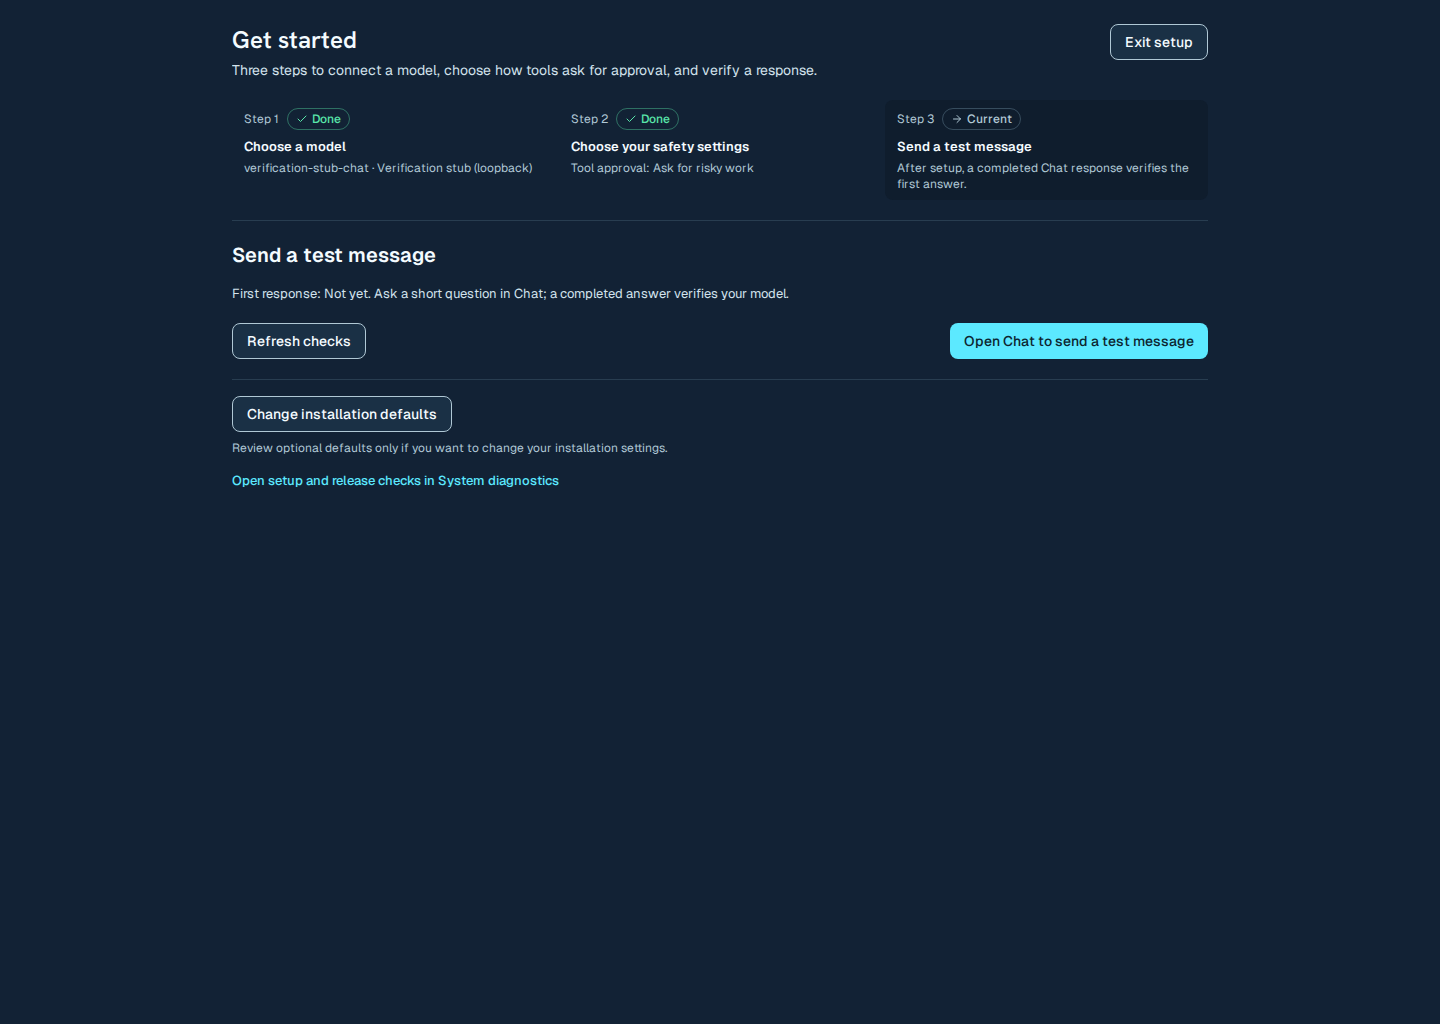 Get started
Exit setup
Three steps to connect a model, choose how tools ask for approval, and verify a response.
Step 1 Done
Choose a model
verification-stub-chat · Verification stub (loopback)
Step 2 Done
Choose your safety settings
Tool approval: Ask for risky work
Step 3 Current
Send a test message
After setup, a completed Chat response verifies the
first answer.
Send a test message
First response: Not yet. Ask a short question in Chat; a completed answer verifies your model.
Refresh checks
Open Chat to send a test message
Change installation defaults
Review optional defaults only if you want to change your installation settings.
Open setup and release checks in System diagnostics